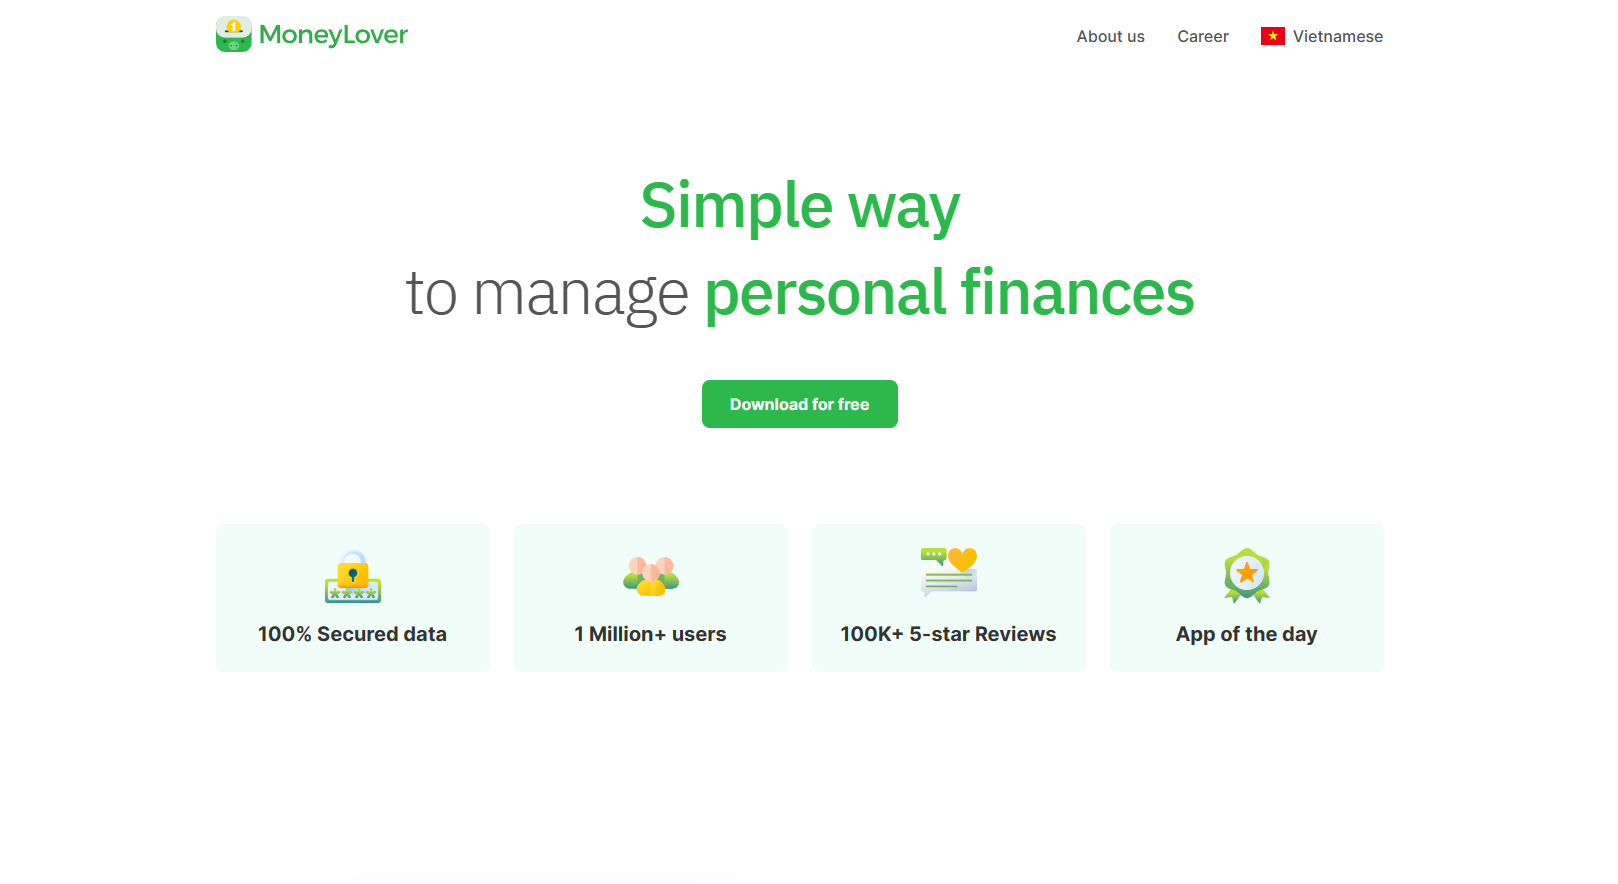 MoneyLover
About us
Career
Vietnamese
Simple way
to manage personal finances
Download for free
100% Secured data
1 Million+ users
100K+ 5-star Reviews
App of the day